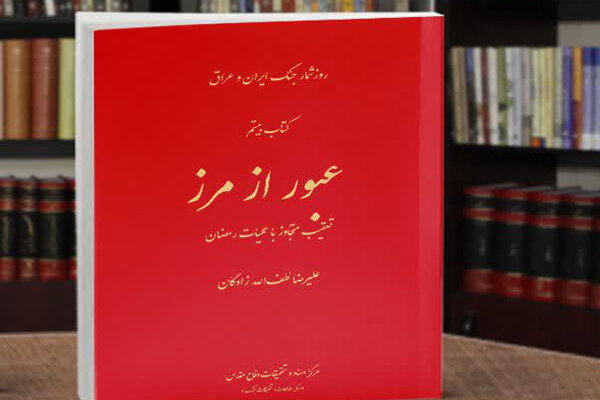 روزشمار جنگ ایران و عراق
کتاب بیستم
عبور از مرز
تعقیب متجاوز با عملیات رمضان
علیرضا لطف‌الله زادگان
مرکز اسناد و تحقیقات دفاع مقدس